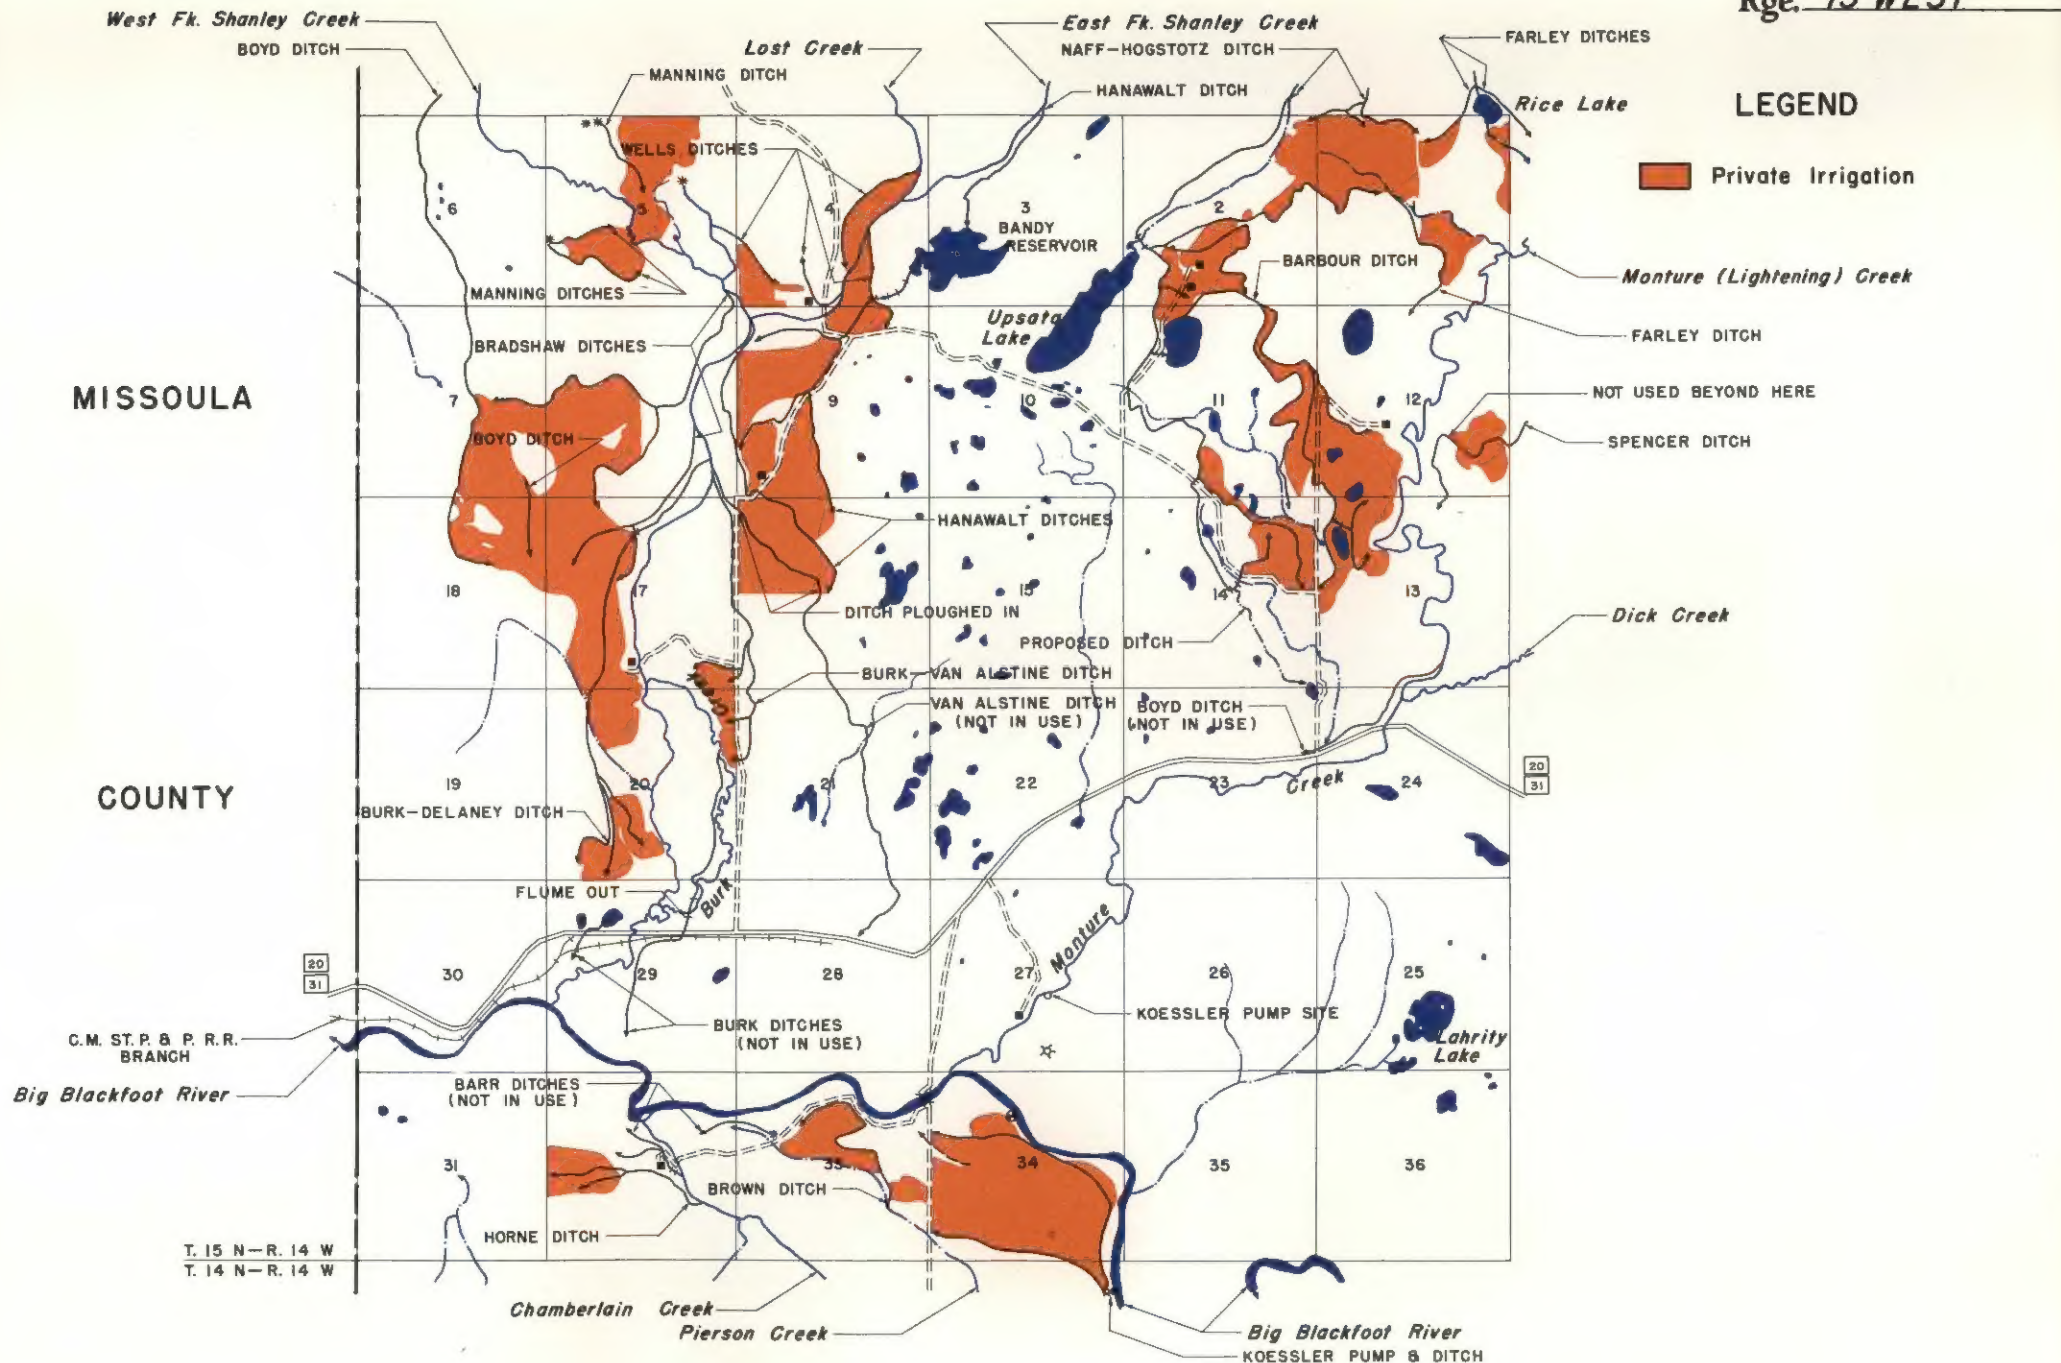 Rge. 13 WEST
West Fk. Shanley Creek
BOYD DITCH
Lost Creek
MANNING DITCH
East Fk. Shanley Creek
NAFF-HOGSTOTZ DITCH
HANAWALT DITCH
FARLEY DITCHES
Rice Lake
LEGEND
Private Irrigation
WELLS DITCHES
6
5
4
3
2
BANDY
RESERVOIR
BARBOUR DITCH
Monture (Lightening) Creek
MANNING DITCHES
Upsata
Lake
FARLEY DITCH
BRADSHAW DITCHES
MISSOULA
7
9
10
11
12
NOT USED BEYOND HERE
BOYD DITCH
SPENCER DITCH
HANAWALT DITCHES
18
17
15
14
13
DITCH PLOUGHED IN
Dick Creek
PROPOSED DITCH
BURK-VAN ALSTINE DITCH
VAN ALSTINE DITCH
(NOT IN USE)
BOYD DITCH
(NOT IN USE)
COUNTY
19
20
21
22
23
24
Creek
20
31
BURK-DELANEY DITCH
FLUME OUT
Burk
Monture
20
31
30
29
28
27
26
25
KOESSLER PUMP SITE
BURK DITCHES
(NOT IN USE)
C.M. ST. P. & P. R.R.
BRANCH
Lahrity
Lake
Big Blackfoot River
BARR DITCHES
(NOT IN USE)
31
33
34
35
36
BROWN DITCH
HORNE DITCH
T. 15 N-R. 14 W
T. 14 N-R. 14 W
Chamberlain Creek
Pierson Creek
Big Blackfoot River
KOESSLER PUMP & DITCH